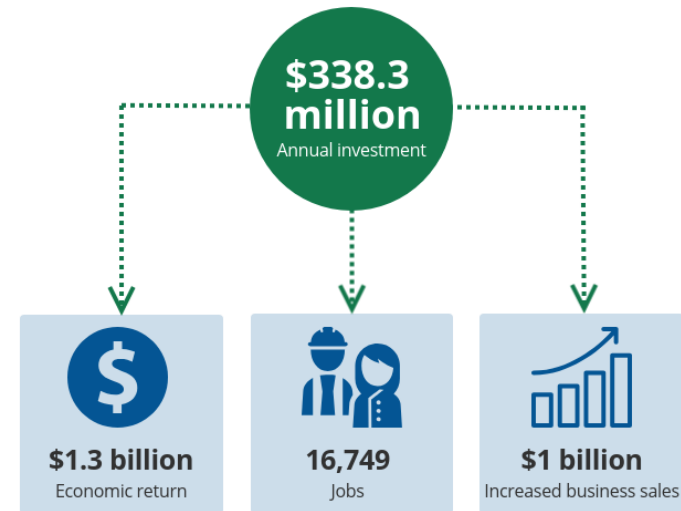 $338.3
million
Annual investment
$1.3 billion
Economic return
16,749
Jobs
$1 billion
Increased business sales